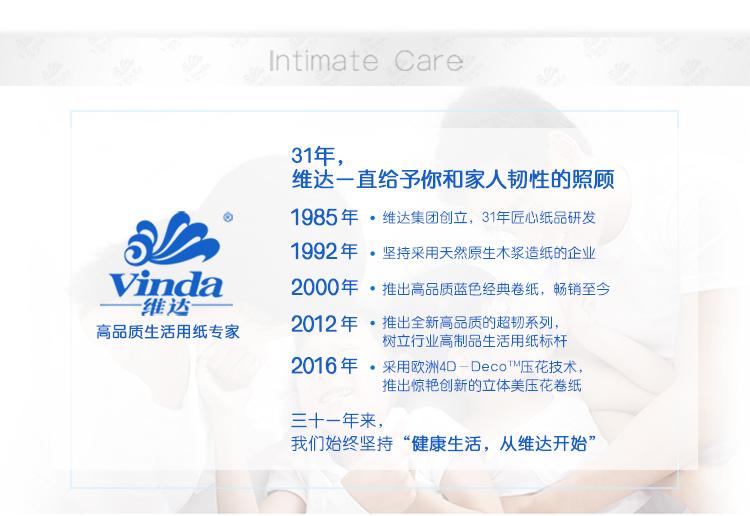 Intimate Care
31年，
维达一直给予你和家人韧性的照顾
1985年 • 维达集团创立，31年匠心纸品研发
1992年 • 坚持采用天然原生木浆造纸的企业
2000年 • 推出高品质蓝色经典卷纸，畅销至今
2012年 • 推出全新高品质的超韧系列，
树立行业高制品生活用纸标杆
2016年 • 采用欧洲4D-Deco™压花技术，
推出惊艳创新的立体美压花卷纸
三十一年来，
我们始终坚持“健康生活，从维达开始”
®
Vinda
维达
高品质生活用纸专家